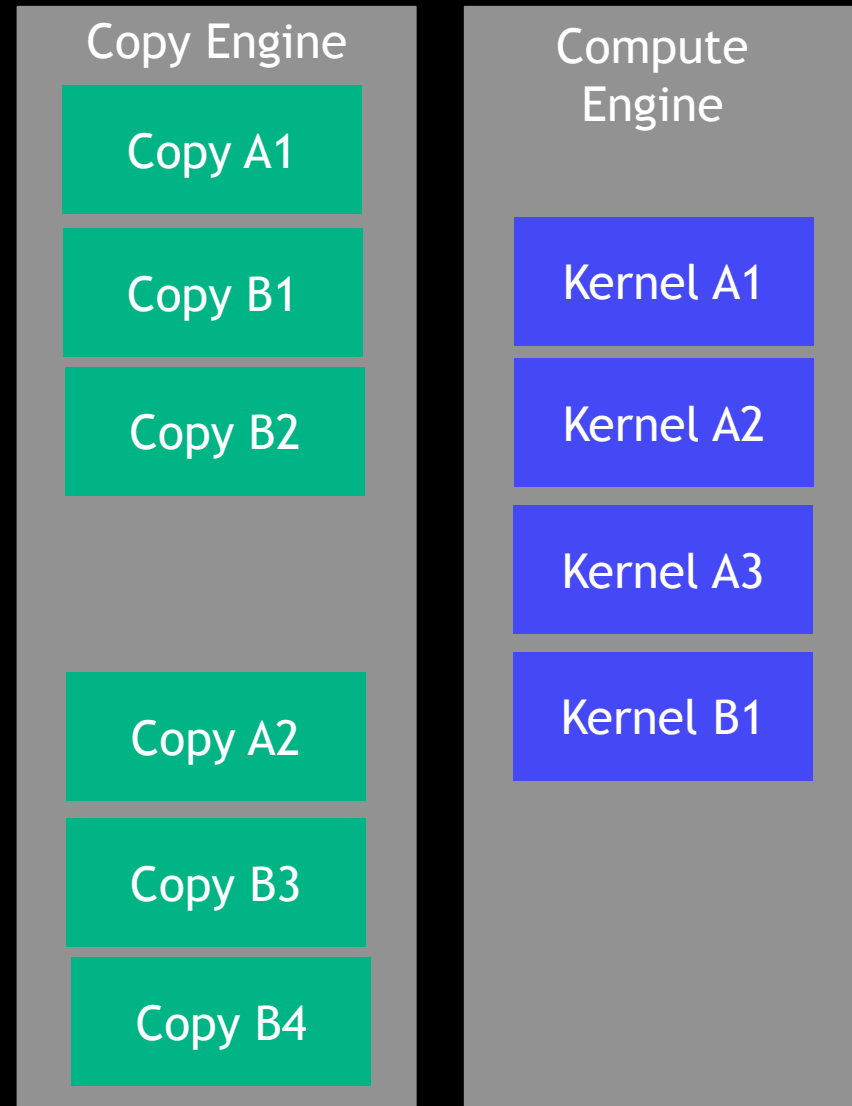 Copy Engine
Copy A1
Copy B1
Copy B2
Copy A2
Copy B3
Copy B4
Compute
Engine
Kernel A1
Kernel A2
Kernel A3
Kernel B1